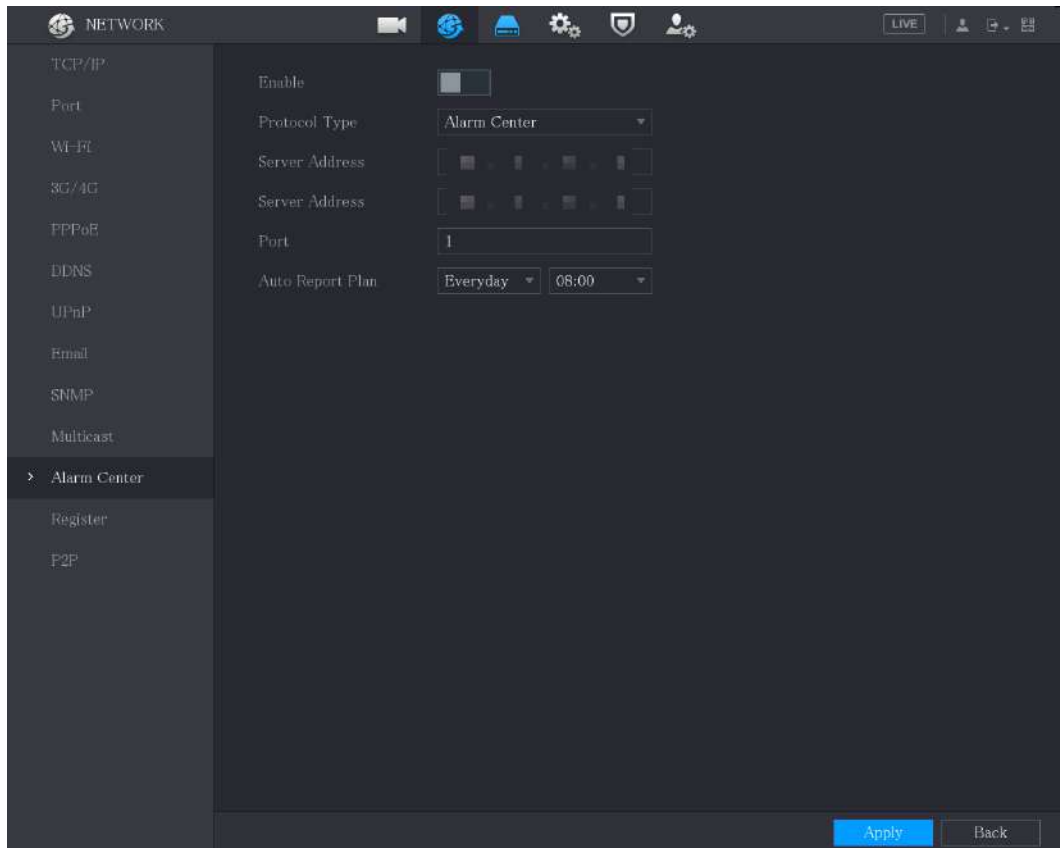 NETWORK
LIVE
TCP/IP
Port
Wi-Fi
3G/4G
PPPoE
DDNS
UPnP
Email
SNMP
Multicast
Alarm Center
Register
P2P
Enable
Protocol Type Alarm Center
Server Address
Server Address
Port 1
Auto Report Plan Everyday 08:00
Apply Back